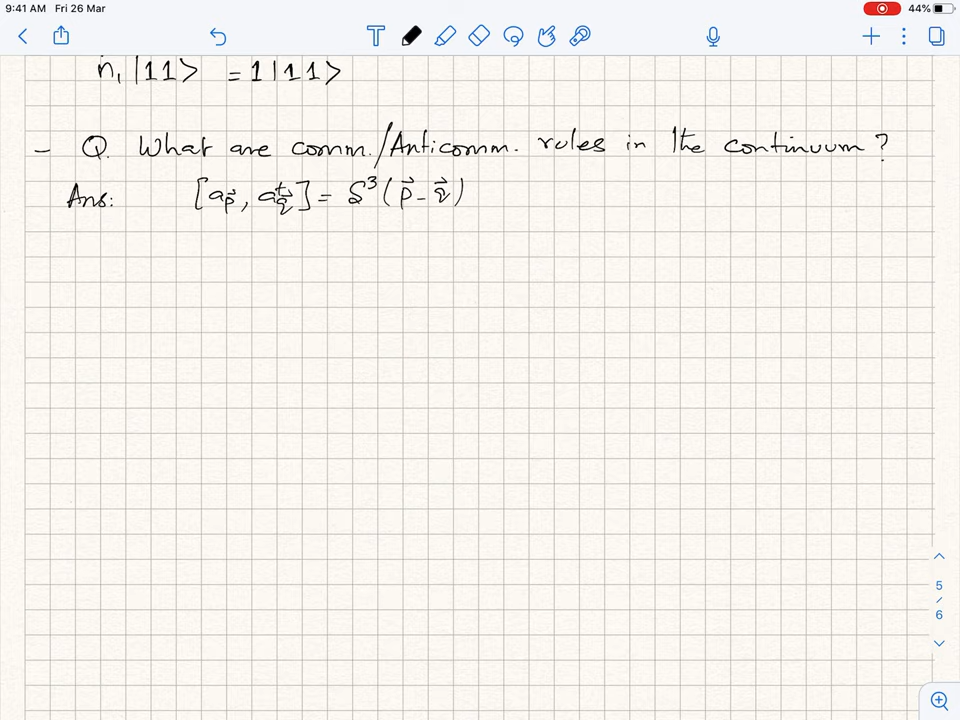 9:41 AM Fri 26 Mar 44%
T
n̂₁ |11> = 1 |11>
- Q. What are comm./Anticomm. rules in the continuum?
Ans: [a_p⃗, a†_q⃗] = δ³(p⃗ - q⃗)
5
/
6